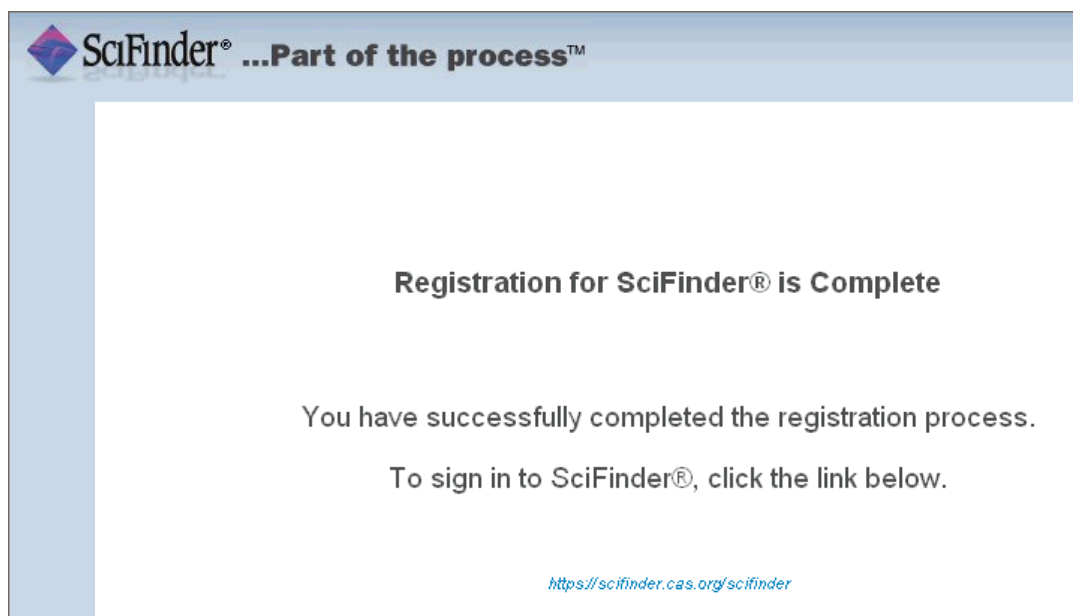 SciFinder® ...Part of the process™
Registration for SciFinder® is Complete
You have successfully completed the registration process.
To sign in to SciFinder®, click the link below.
https://scifinder.cas.org/scifinder